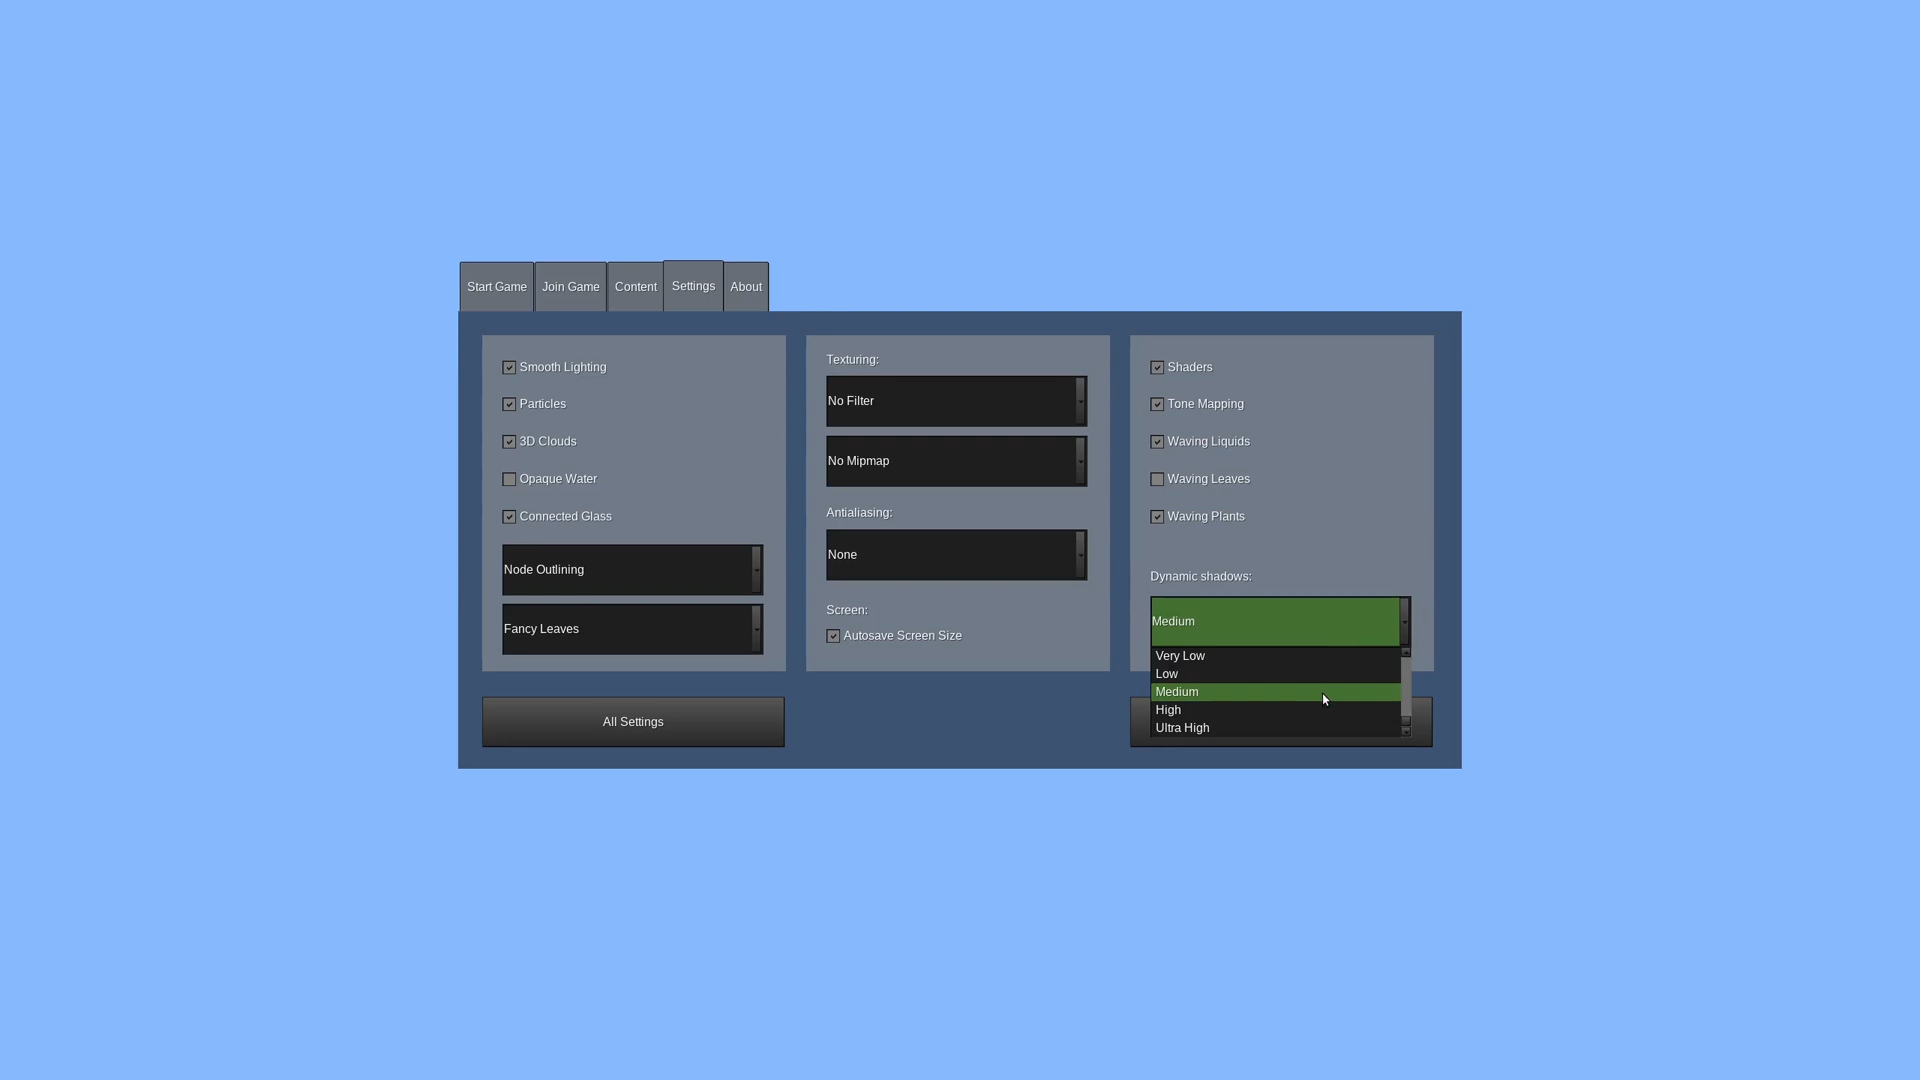 Start Game
Join Game
Content
Settings
About
Smooth Lighting
Particles
3D Clouds
Opaque Water
Connected Glass
Node Outlining
Fancy Leaves
All Settings
Texturing:
No Filter
No Mipmap
Antialiasing:
None
Screen:
Autosave Screen Size
Shaders
Tone Mapping
Waving Liquids
Waving Leaves
Waving Plants
Dynamic shadows:
Medium
Very Low
Low
Medium
High
Ultra High